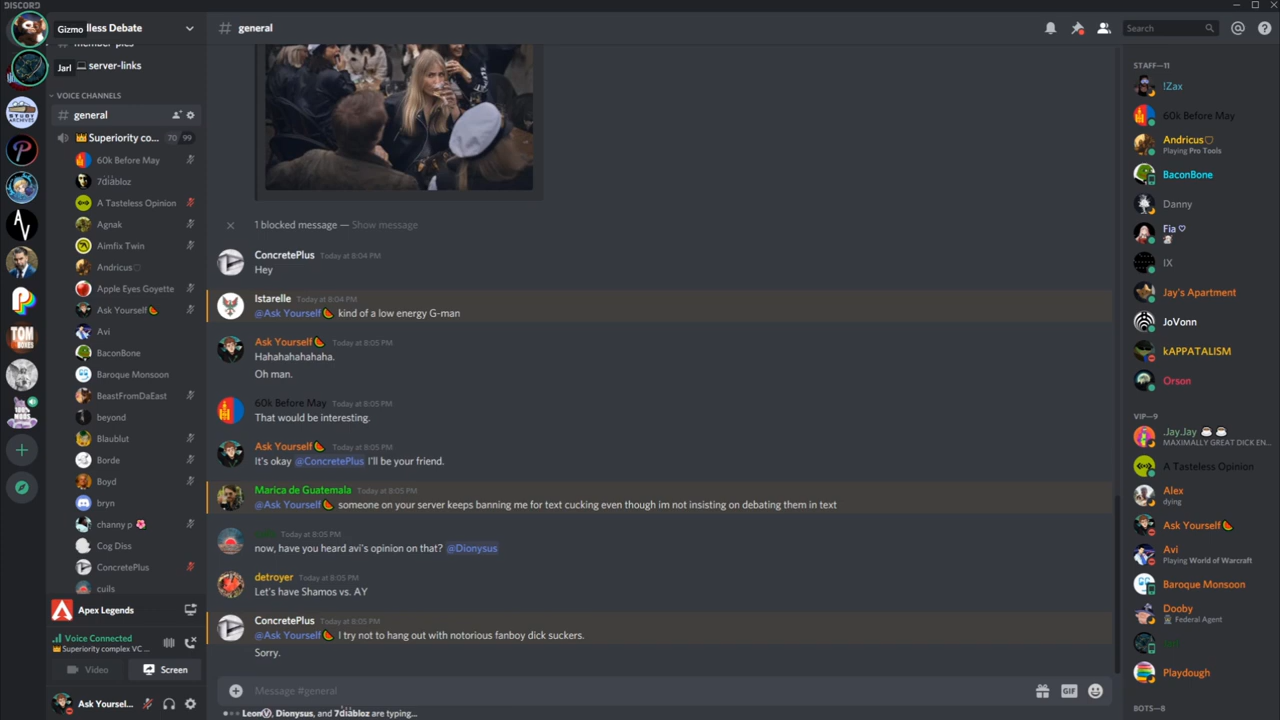 DISCORD
Gizmo
lless Debate
member-pics
Jarl
server-links
VOICE CHANNELS
general
Superiority co... 70 99
60k Before May
7diabloz
A Tasteless Opinion
Agnak
Aimfix Twin
Andricus♡
Apple Eyes Goyette
Ask Yourself🍉
Avi
BaconBone
Baroque Monsoon
BeastFromDaEast
beyond
Blaublut
Borde
Boyd
bryn
channy p 🌸
Cog Diss
ConcretePlus
cuils
Apex Legends
Voice Connected
👑 Superiority complex VC ...
Video
Screen
Ask Yoursel...
STUDY
ARCHIVES
P
AV
TOM
# general
Search
1 blocked message — Show message
ConcretePlus Today at 8:04 PM
Hey
Istarelle Today at 8:04 PM
@Ask Yourself🍉 kind of a low energy G-man
Ask Yourself🍉 Today at 8:05 PM
Hahahahahahaha.
Oh man.
60k Before May Today at 8:05 PM
That would be interesting.
Ask Yourself🍉 Today at 8:05 PM
It's okay @ConcretePlus I'll be your friend.
Marica de Guatemala Today at 8:05 PM
@Ask Yourself🍉 someone on your server keeps banning me for text cucking even though im not insisting on debating them in text
Today at 8:05 PM
now, have you heard avi's opinion on that? @Dionysus
detroyer Today at 8:05 PM
Let's have Shamos vs. AY
ConcretePlus Today at 8:05 PM
@Ask Yourself🍉 I try not to hang out with notorious fanboy dick suckers.
Sorry.
Message #general
GIF
LeonⓋ, Dionysus, and 7diabloz are typing...
STAFF—11
!Zax
60k Before May
Andricus♡
Playing Pro Tools
BaconBone
Danny
Fia ♡
IX
Jay's Apartment
JoVonn
kAPPATALISM
Orson
VIP—9
Jay.Jay ☕ ☕
MAXIMALLY GREAT DICK EN...
A Tasteless Opinion
Alex
dying
Ask Yourself🍉
Avi
Playing World of Warcraft
Baroque Monsoon
Dooby
Federal Agent
Playdough
BOTS—8